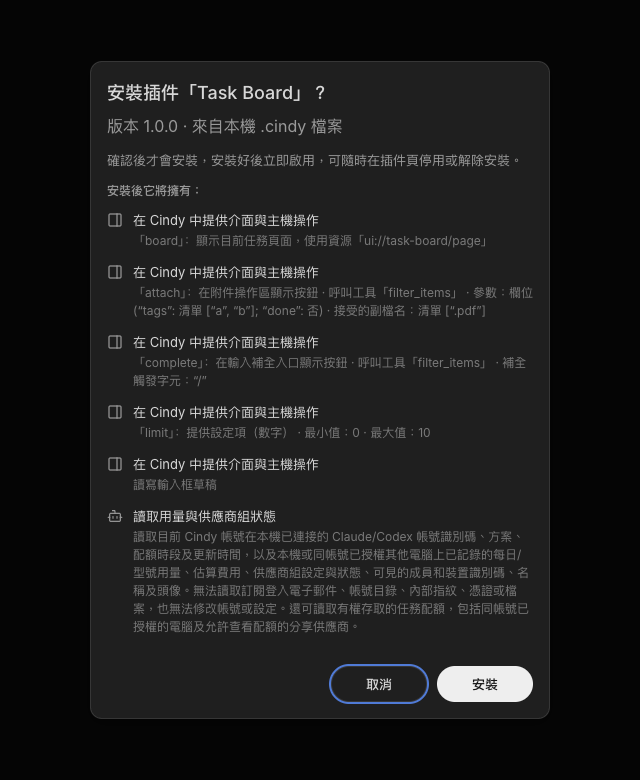 安裝插件「Task Board」？
版本 1.0.0 · 來自本機 .cindy 檔案
確認後才會安裝，安裝好後立即啟用，可隨時在插件頁停用或解除安裝。
安裝後它將擁有：
在 Cindy 中提供介面與主機操作
「board」：顯示目前任務頁面，使用資源「ui://task-board/page」
在 Cindy 中提供介面與主機操作
「attach」：在附件操作區顯示按鈕 · 呼叫工具「filter_items」 · 參數：欄位
(“tags”: 清單 [“a”, “b”]; “done”: 否) · 接受的副檔名：清單 [“.pdf”]
在 Cindy 中提供介面與主機操作
「complete」：在輸入補全入口顯示按鈕 · 呼叫工具「filter_items」 · 補全
觸發字元：“/”
在 Cindy 中提供介面與主機操作
「limit」：提供設定項（數字） · 最小值：0 · 最大值：10
在 Cindy 中提供介面與主機操作
讀寫輸入框草稿
讀取用量與供應商組狀態
讀取目前 Cindy 帳號在本機已連接的 Claude/Codex 帳號識別碼、方案、
配額時段及更新時間，以及本機或同帳號已授權其他電腦上已記錄的每日/
型號用量、估算費用、供應商組設定與狀態、可見的成員和裝置識別碼、名
稱及頭像。無法讀取訂閱登入電子郵件、帳號目錄、內部指紋、憑證或檔
案，也無法修改帳號或設定。還可讀取有權存取的任務配額，包括同帳號已
授權的電腦及允許查看配額的分享供應商。
取消
安裝